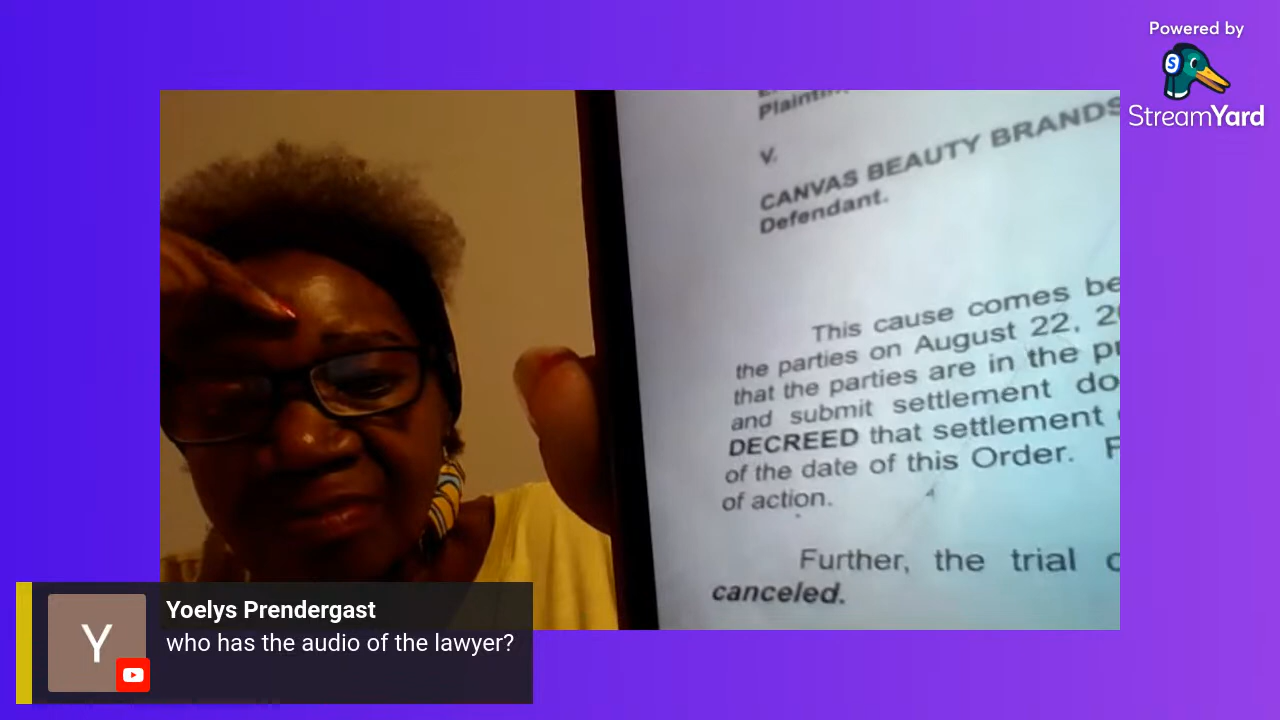 Powered by
StreamYard
Plaintiff,
v.
CANVAS BEAUTY BRANDS
Defendant.
This cause comes be
the parties on August 22, 2
that the parties are in the p
and submit settlement do
DECREED that settlement
of the date of this Order. F
of action.
Further, the trial
canceled.
Y
Yoelys Prendergast
who has the audio of the lawyer?